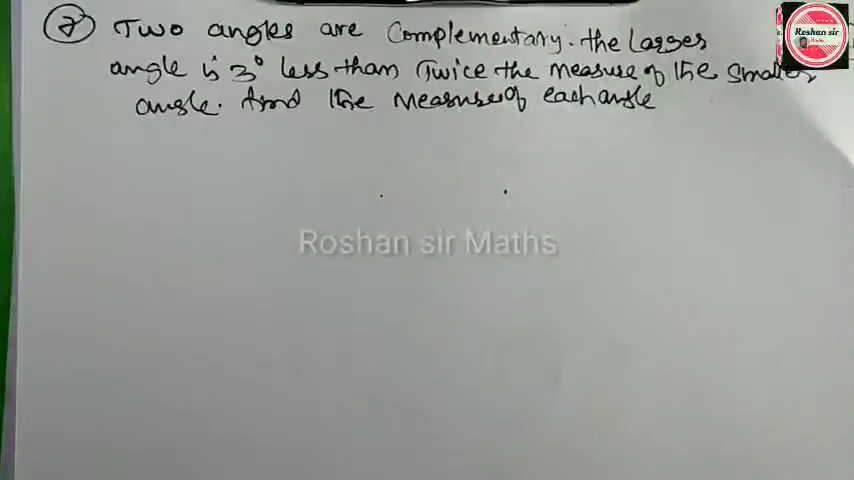 7 Two angles are Complementary. the Larger
angle is 3° less than Twice the measure of the smaller
angle. Find the Measure of each angle
Roshan sir Maths
Roshan sir